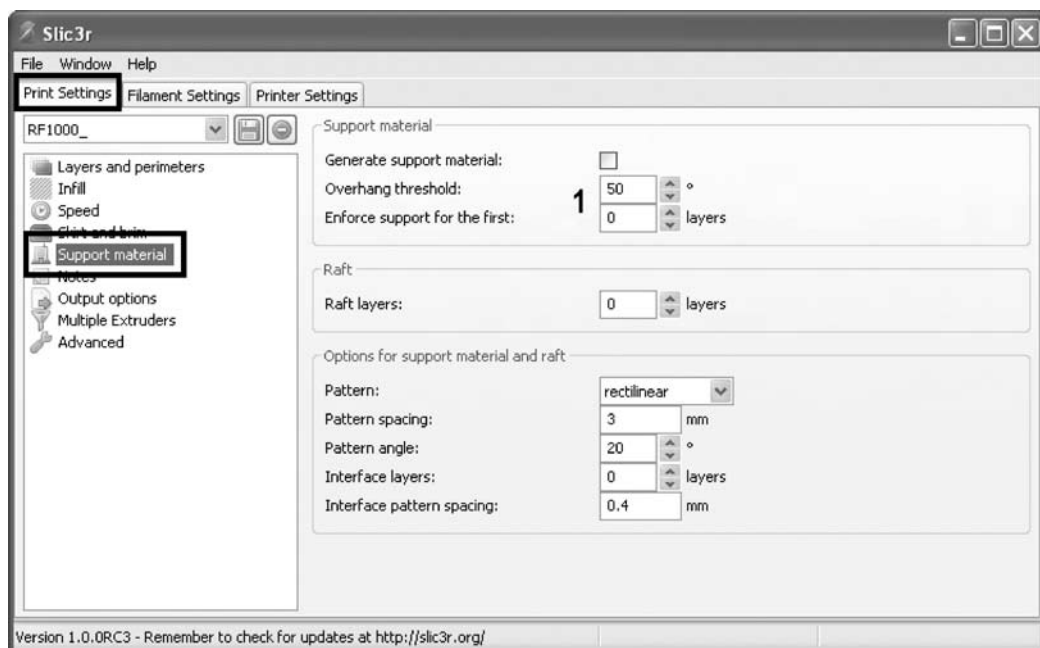 Slic3r
File Window Help
Print Settings Filament Settings Printer Settings
RF1000_
Layers and perimeters
Infill
Speed
Skirt and brim
Support material
Notes
Output options
Multiple Extruders
Advanced
Support material
Generate support material:
Overhang threshold: 1 50 °
Enforce support for the first: 0 layers
Raft
Raft layers: 0 layers
Options for support material and raft
Pattern: rectilinear
Pattern spacing: 3 mm
Pattern angle: 20 °
Interface layers: 0 layers
Interface pattern spacing: 0.4 mm
Version 1.0.0RC3 - Remember to check for updates at http://slic3r.org/